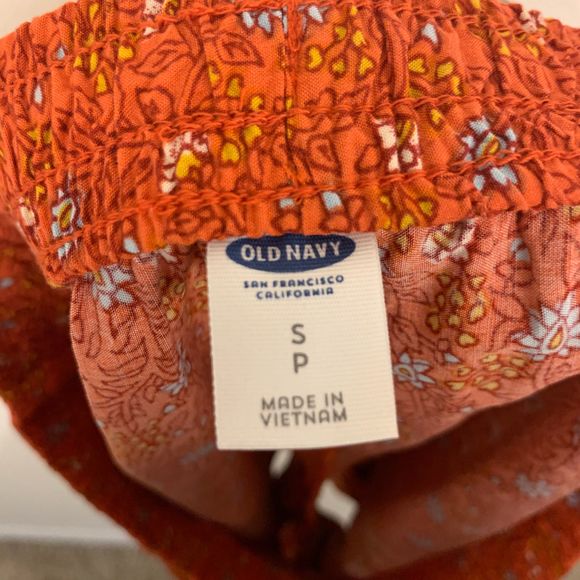 OLD NAVY
SAN FRANCISCO
CALIFORNIA
S
P
MADE IN
VIETNAM